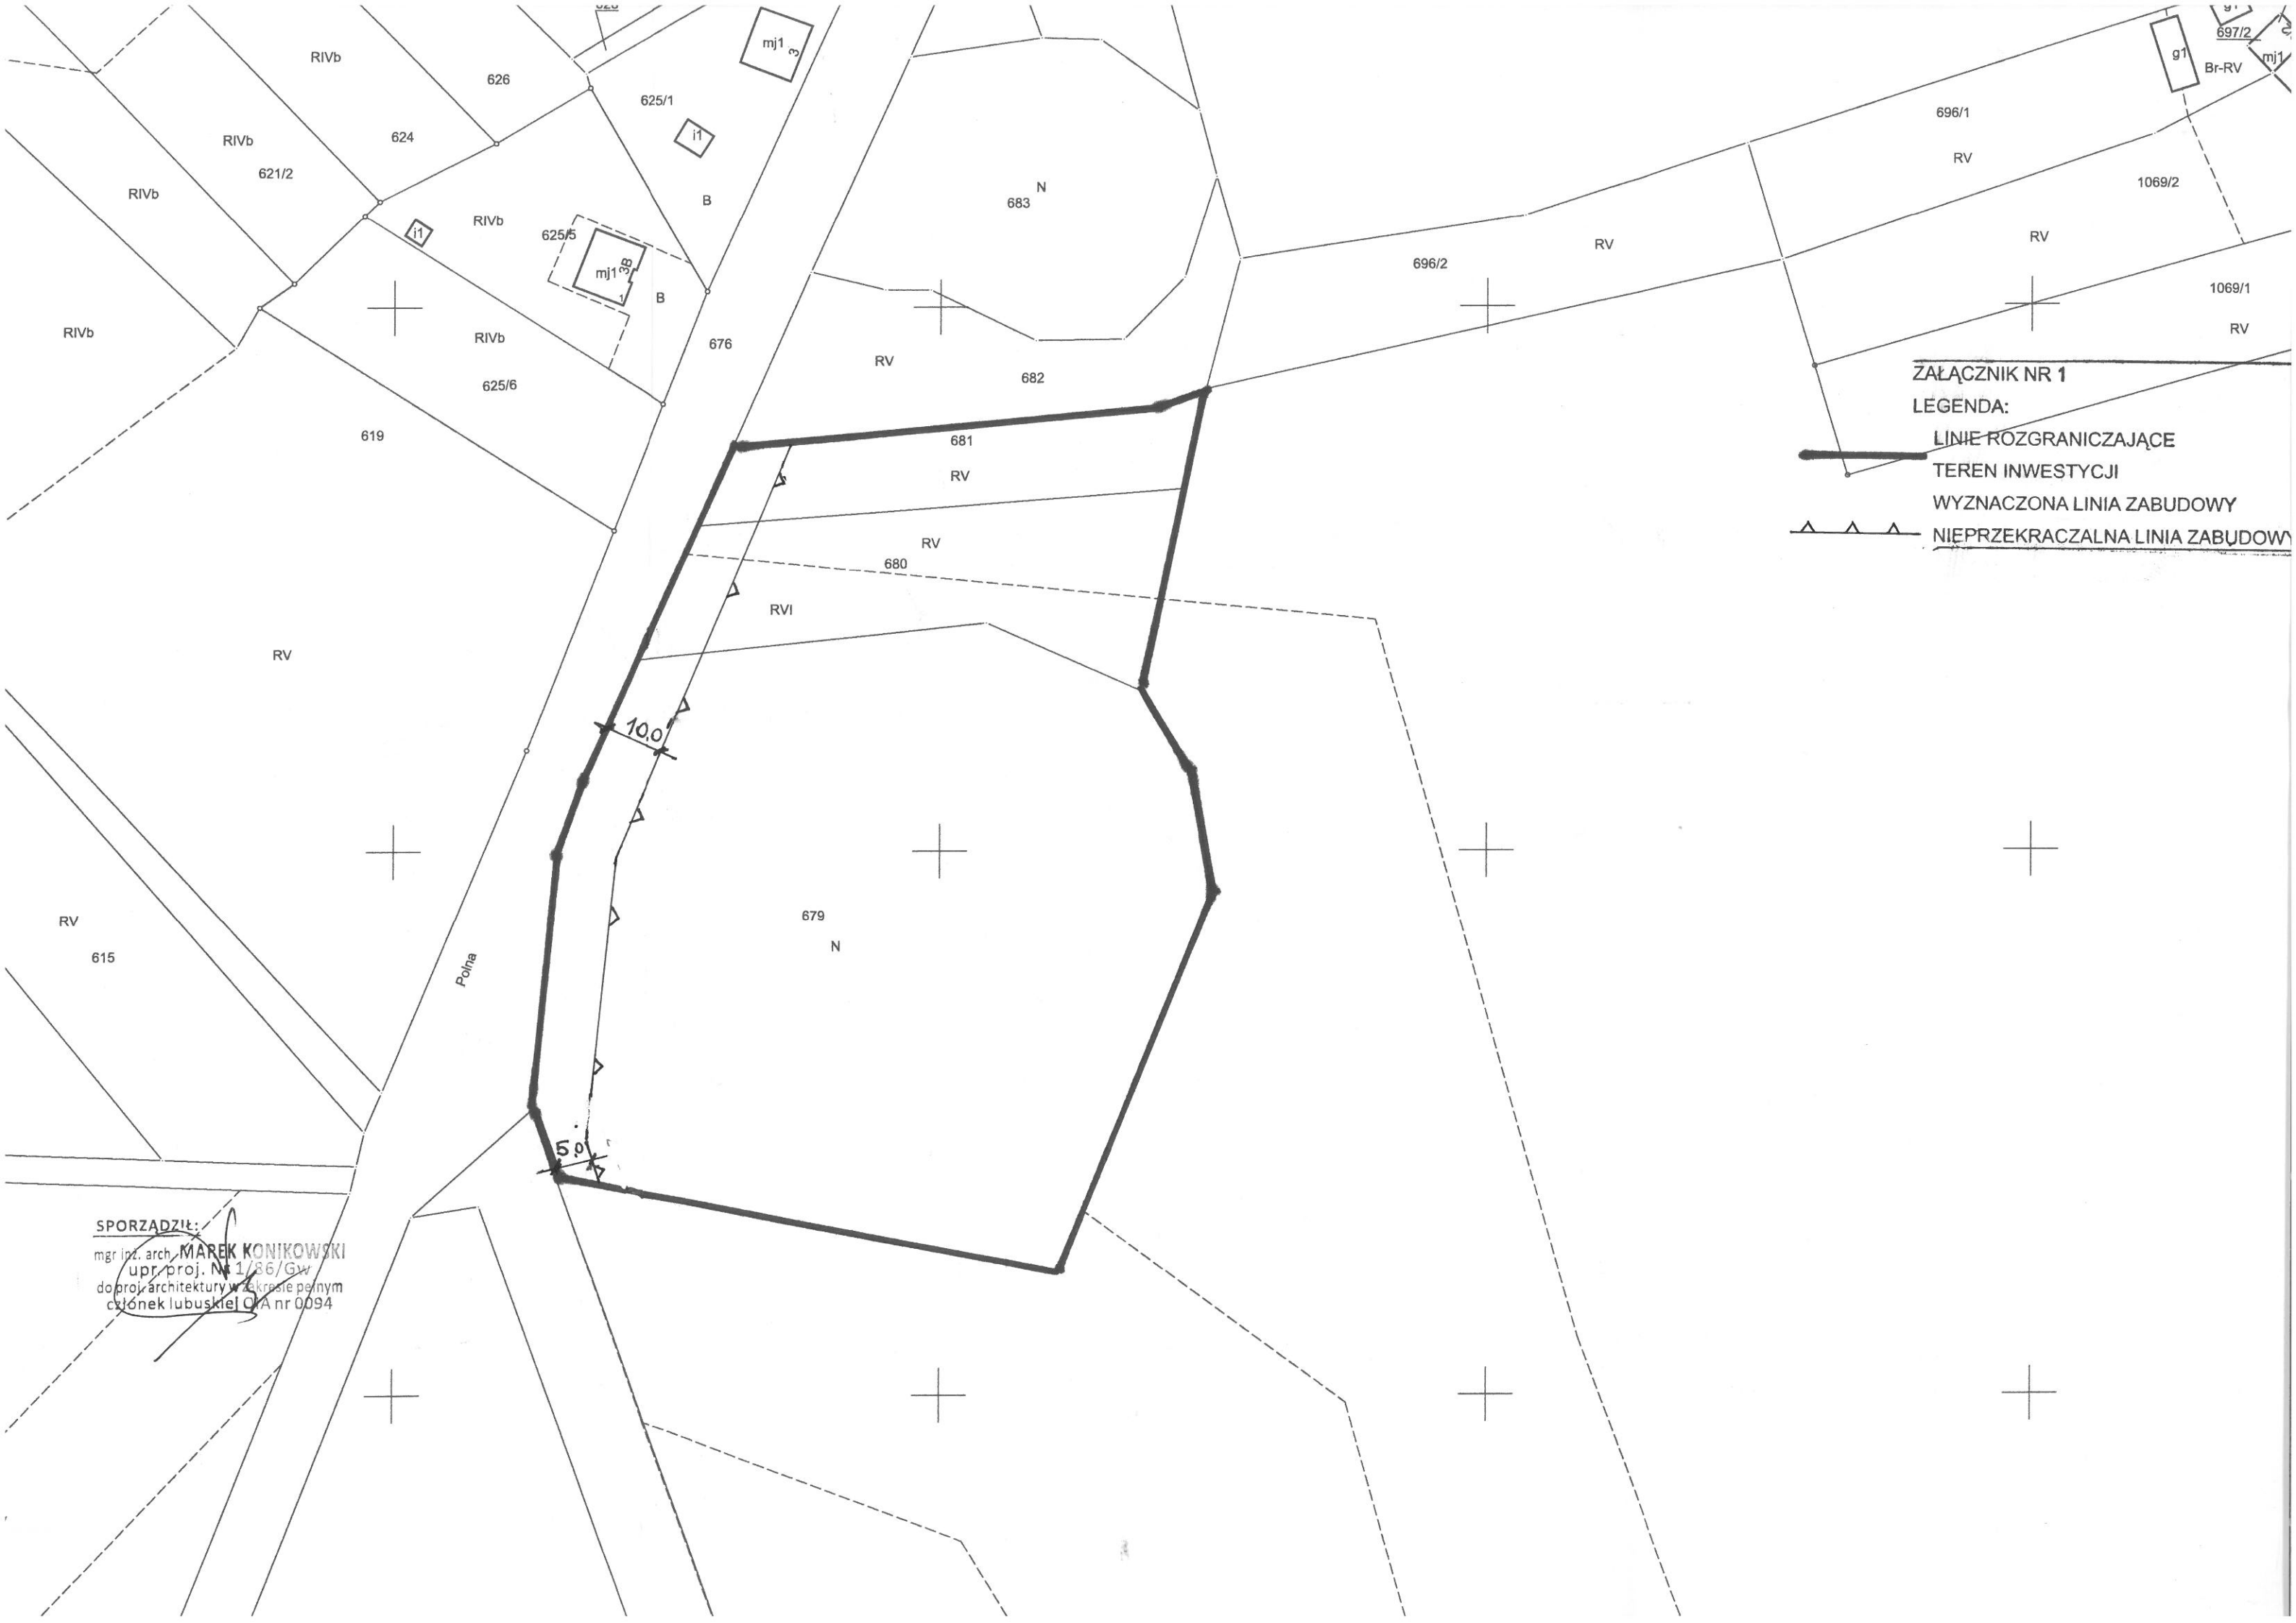 mj1
3
g1
697/2
mj1
Br-RV
RIVb
626
625/1
696/1
RIVb
624
i1
RV
621/2
1069/2
RIVb
N
683
B
RIVb
i1
625/5
mj1
3B
1
RV
RV
696/2
B
1069/1
RIVb
RIVb
676
RV
RV
625/6
682
619
681
RV
RV
680
RVI
RV
ZAŁĄCZNIK NR 1
LEGENDA:
LINIE ROZGRANICZAJĄCE
TEREN INWESTYCJI
WYZNACZONA LINIA ZABUDOWY
NIEPRZEKRACZALNA LINIA ZABUDOWY
10,0
RV
615
679
N
Polna
5,0
SPORZĄDZIŁ:
mgr inż. arch. MAREK KONIKOWSKI
upr. proj. Nr 1/86/Gw
do proj. architektury w zakresie pełnym
członek lubuskiej OIA nr 0094